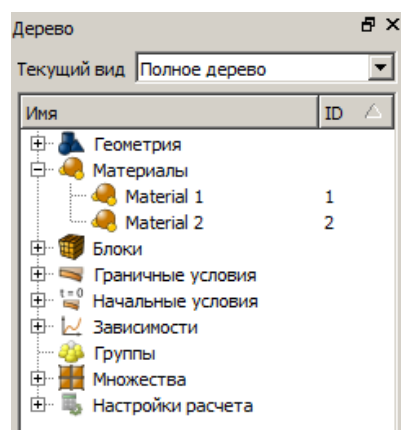 Дерево
Текущий вид Полное дерево
Имя ID
Геометрия
Материалы
Material 1 1
Material 2 2
Блоки
Граничные условия
t=0 Начальные условия
Зависимости
Группы
Множества
Настройки расчета